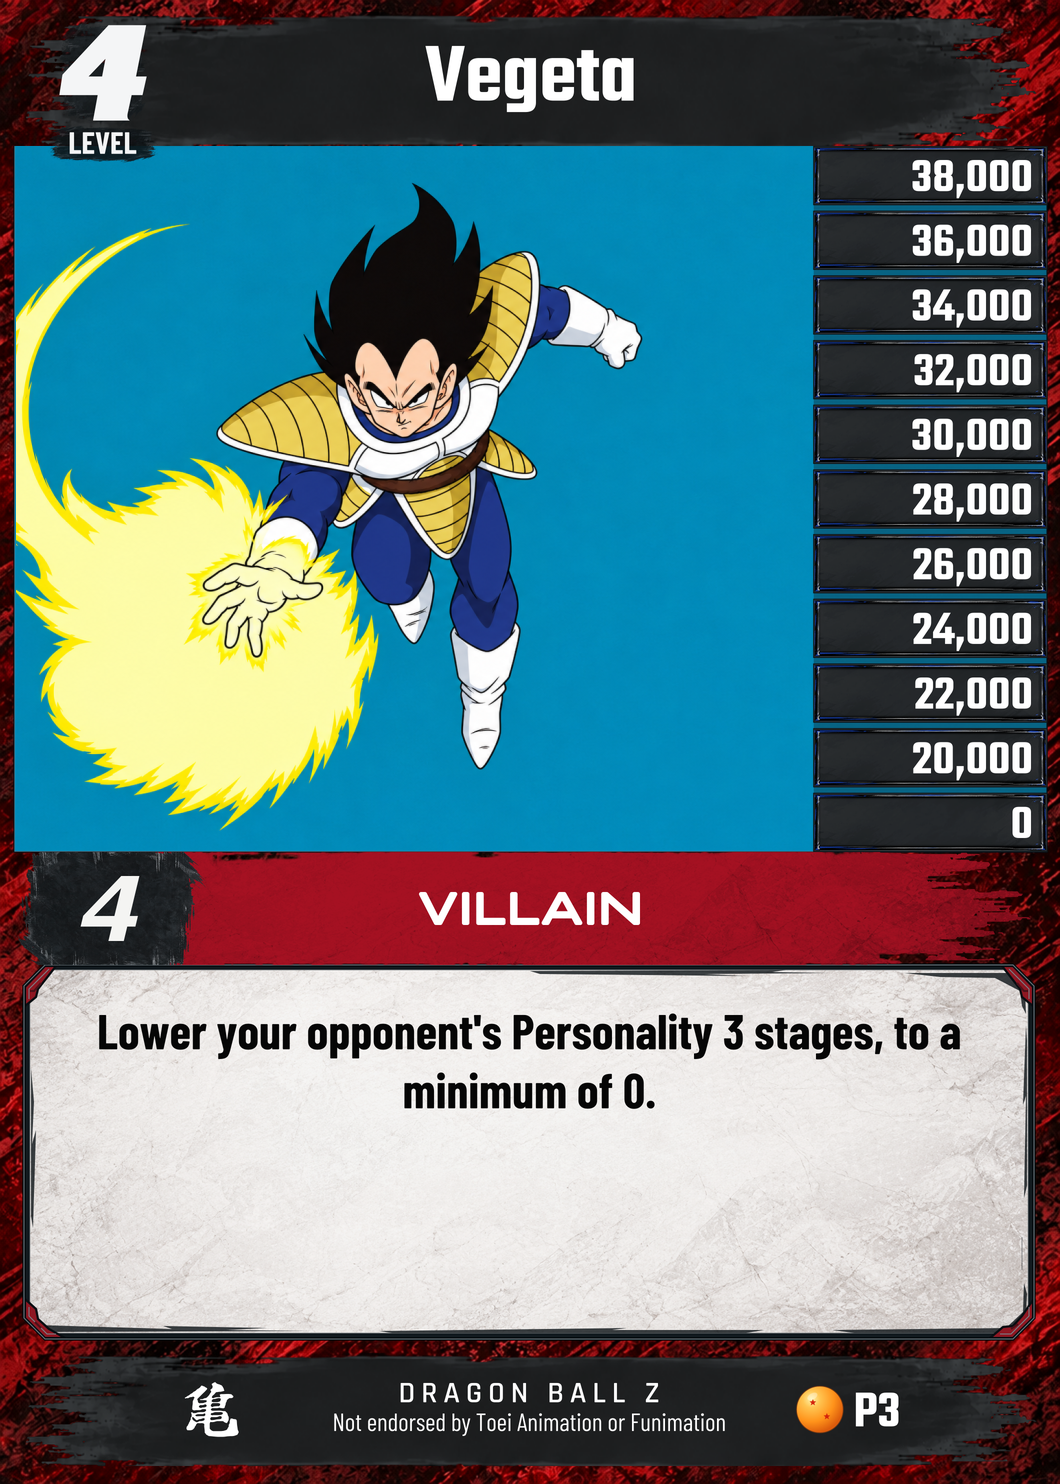 4
LEVEL
Vegeta
38,000
36,000
34,000
32,000
30,000
28,000
26,000
24,000
22,000
20,000
0
4
VILLAIN
Lower your opponent's Personality 3 stages, to a
minimum of 0.
亀
DRAGON BALL Z
Not endorsed by Toei Animation or Funimation
P3